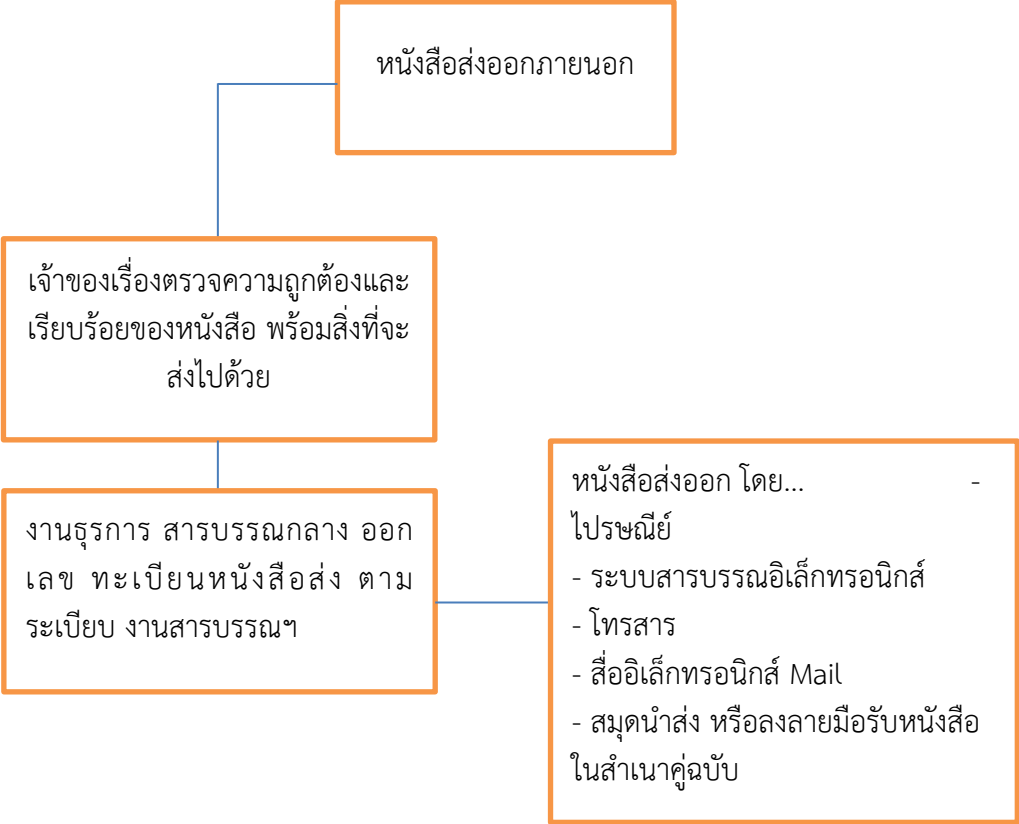 หนังสือส่งออกภายนอก
เจ้าของเรื่องตรวจความถูกต้องและ
เรียบร้อยของหนังสือ พร้อมสิ่งที่จะ
ส่งไปด้วย
งานธุรการ สารบรรณกลาง ออก
เลข ทะเบียนหนังสือส่ง ตาม
ระเบียบ งานสารบรรณฯ
หนังสือส่งออก โดย... -
ไปรษณีย์
- ระบบสารบรรณอิเล็กทรอนิกส์
- โทรสาร
- สื่ออิเล็กทรอนิกส์ Mail
- สมุดนำส่ง หรือลงลายมือรับหนังสือ
ในสำเนาคู่ฉบับ